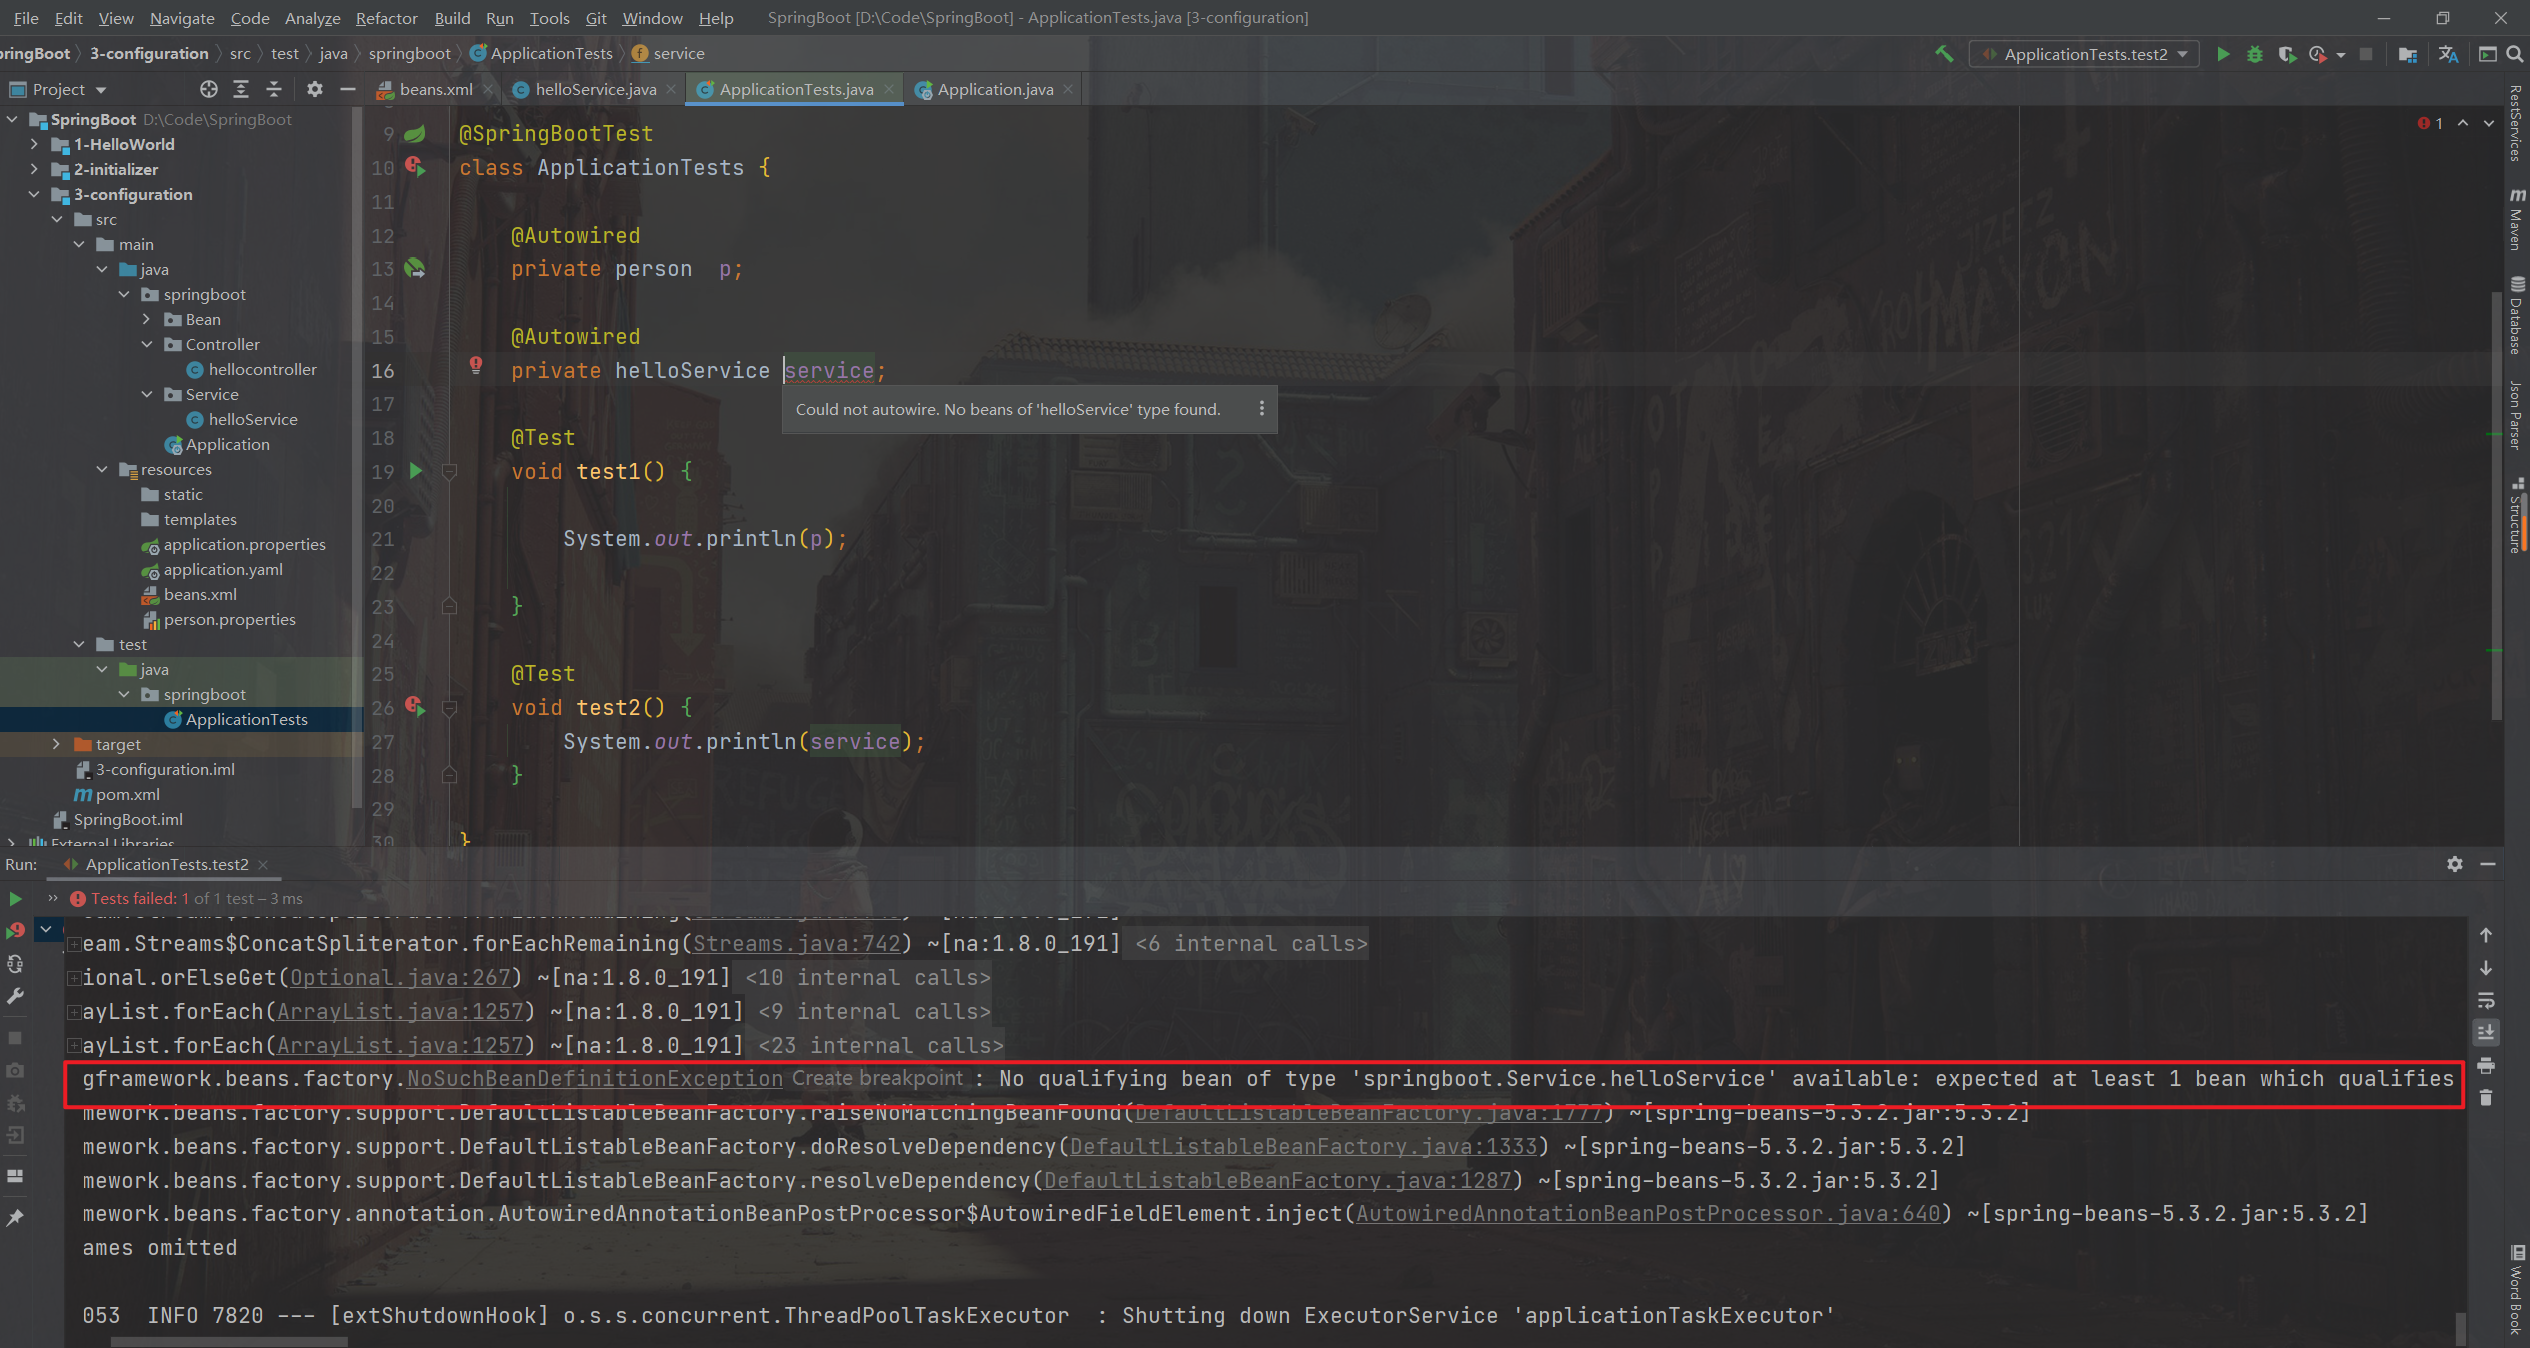 File Edit View Navigate Code Analyze Refactor Build Run Tools Git Window Help SpringBoot [D:\Code\SpringBoot] - ApplicationTests.java [3-configuration]
ringBoot 3-configuration src test java springboot ApplicationTests service
ApplicationTests.test2
Project
beans.xml helloService.java ApplicationTests.java Application.java
SpringBoot D:\Code\SpringBoot
1-HelloWorld
2-initializer
3-configuration
src
main
java
springboot
Bean
Controller
hellocontroller
Service
helloService
Application
resources
static
templates
application.properties
application.yaml
beans.xml
person.properties
test
java
springboot
ApplicationTests
target
3-configuration.iml
pom.xml
SpringBoot.iml
External Libraries
9 @SpringBootTest
10 class ApplicationTests {
11
12 @Autowired
13 private person  p;
14
15 @Autowired
16 private helloService service;
Could not autowire. No beans of 'helloService' type found.
17
18 @Test
19 void test1() {
20
21 System.out.println(p);
22
23 }
24
25 @Test
26 void test2() {
27 System.out.println(service);
28 }
29
30 }
1
RestServices
Maven
Database
Json Parser
Structure
Word Book
Run: ApplicationTests.test2
Tests failed: 1 of 1 test – 3 ms
eam.Streams$ConcatSpliterator.forEachRemaining(Streams.java:742) ~[na:1.8.0_191] <6 internal calls>
ional.orElseGet(Optional.java:267) ~[na:1.8.0_191] <10 internal calls>
ayList.forEach(ArrayList.java:1257) ~[na:1.8.0_191] <9 internal calls>
ayList.forEach(ArrayList.java:1257) ~[na:1.8.0_191] <23 internal calls>
gframework.beans.factory.NoSuchBeanDefinitionException Create breakpoint : No qualifying bean of type 'springboot.Service.helloService' available: expected at least 1 bean which qualifies
mework.beans.factory.support.DefaultListableBeanFactory.raiseNoMatchingBeanFound(DefaultListableBeanFactory.java:1777) ~[spring-beans-5.3.2.jar:5.3.2]
mework.beans.factory.support.DefaultListableBeanFactory.doResolveDependency(DefaultListableBeanFactory.java:1333) ~[spring-beans-5.3.2.jar:5.3.2]
mework.beans.factory.support.DefaultListableBeanFactory.resolveDependency(DefaultListableBeanFactory.java:1287) ~[spring-beans-5.3.2.jar:5.3.2]
mework.beans.factory.annotation.AutowiredAnnotationBeanPostProcessor$AutowiredFieldElement.inject(AutowiredAnnotationBeanPostProcessor.java:640) ~[spring-beans-5.3.2.jar:5.3.2]
ames omitted
053  INFO 7820 --- [extShutdownHook] o.s.s.concurrent.ThreadPoolTaskExecutor  : Shutting down ExecutorService 'applicationTaskExecutor'